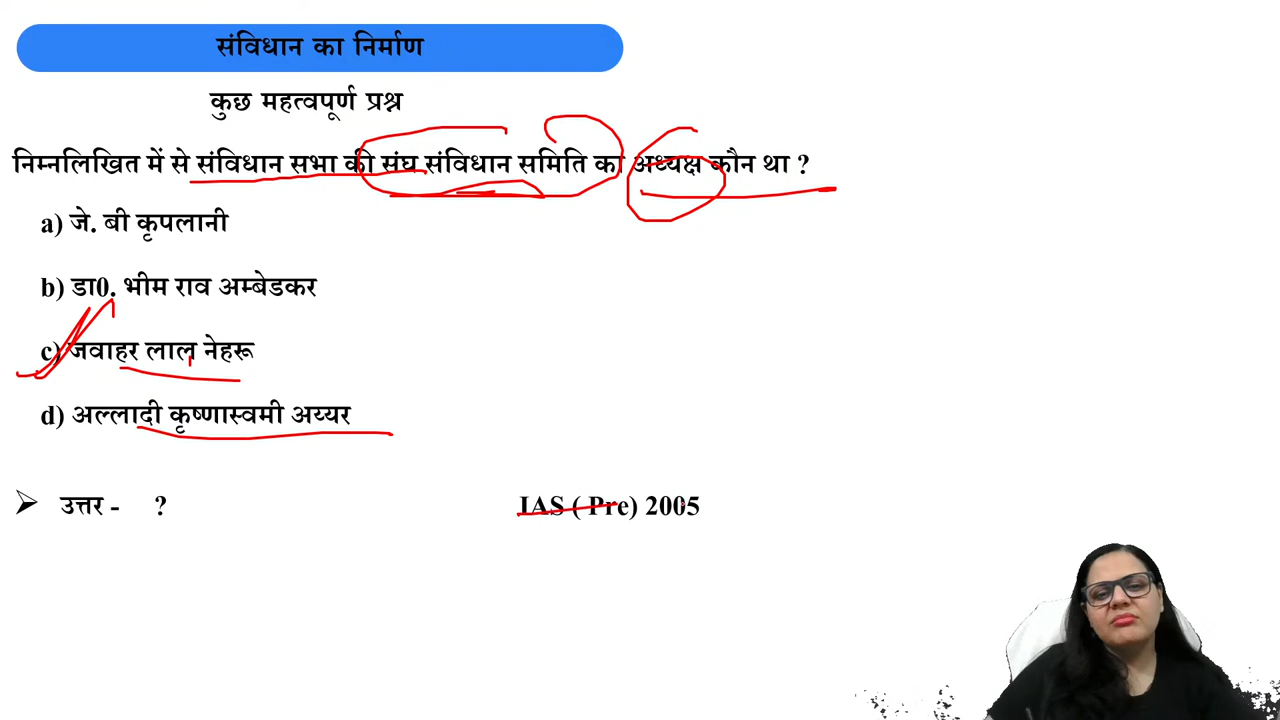 संविधान का निर्माण
कुछ महत्वपूर्ण प्रश्न
निम्नलिखित में से संविधान सभा की संघ संविधान समिति का अध्यक्ष कौन था ?
a) जे. बी कृपलानी
b) डा0. भीम राव अम्बेडकर
c) जवाहर लाल नेहरू
d) अल्लादी कृष्णास्वमी अय्यर
➢ उत्तर - ?
IAS ( Pre) 2005